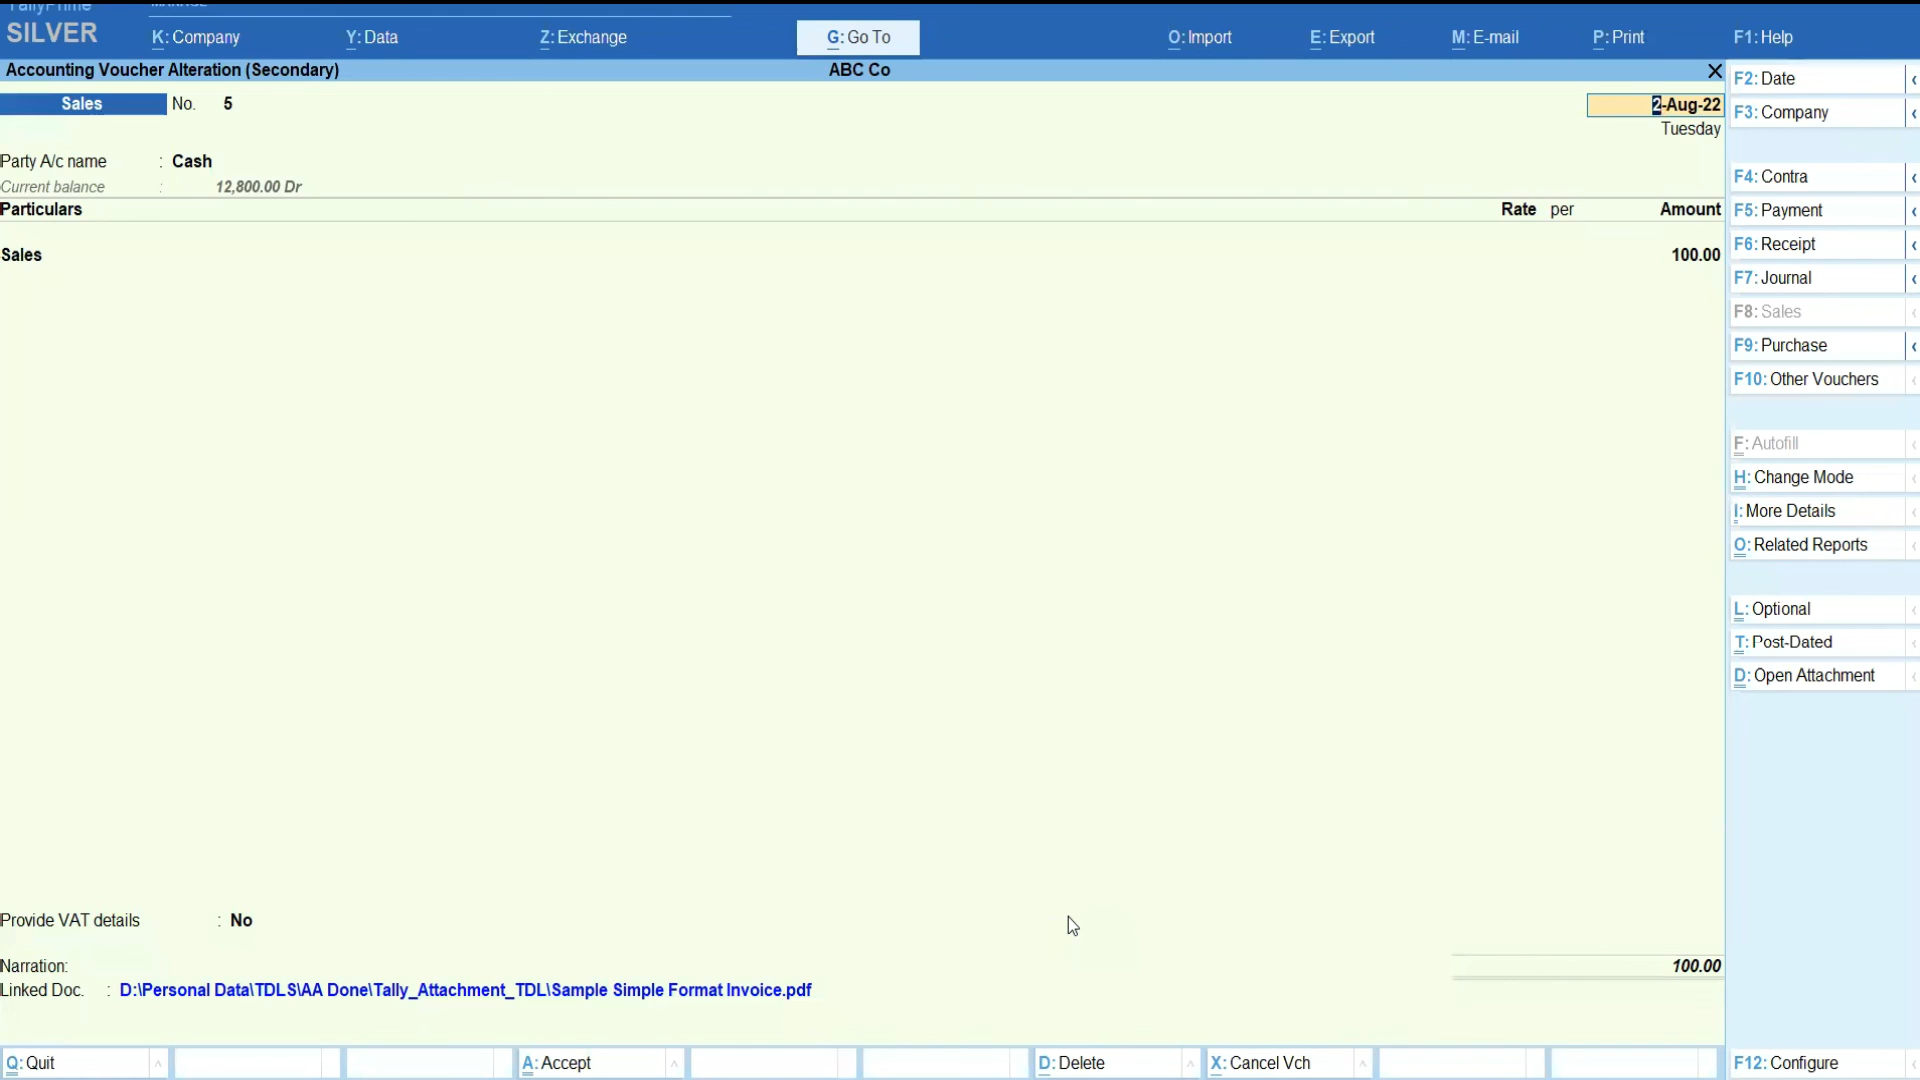 TallyPrime
MANAGE
SILVER
K: Company
Y: Data
Z: Exchange
G: Go To
O: Import
E: Export
M: E-mail
P: Print
F1: Help
Accounting Voucher Alteration (Secondary)
ABC Co
Sales
No. 5
2-Aug-22
Tuesday
Party A/c name : Cash
Current balance : 12,800.00 Dr
Particulars
Rate per
Amount
Sales
100.00
Provide VAT details : No
Narration:
100.00
Linked Doc. : D:\Personal Data\TDLS\AA Done\Tally_Attachment_TDL\Sample Simple Format Invoice.pdf
F2: Date
F3: Company
F4: Contra
F5: Payment
F6: Receipt
F7: Journal
F8: Sales
F9: Purchase
F10: Other Vouchers
F: Autofill
H: Change Mode
I: More Details
O: Related Reports
L: Optional
T: Post-Dated
D: Open Attachment
Q: Quit
A: Accept
D: Delete
X: Cancel Vch
F12: Configure